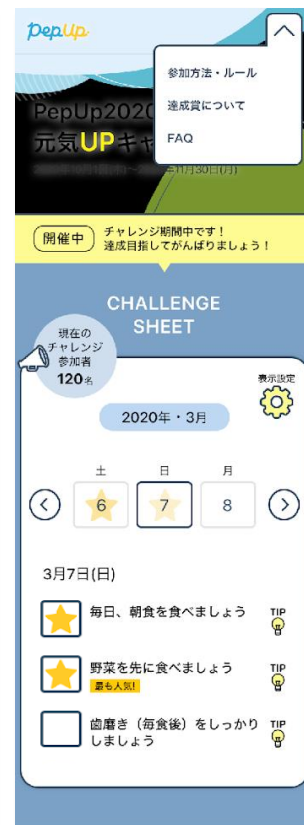 PepUp
参加方法・ルール
達成賞について
FAQ
PepUp2020
元気UPキャ
11月30日(月)
開催中
チャレンジ期間中です！
達成目指してがんばりましょう！
CHALLENGE
SHEET
現在の
チャレンジ
参加者
120名
表示設定
2020年・3月
土 日 月
6 7 8
3月7日(日)
毎日、朝食を食べましょう
TIP
野菜を先に食べましょう
TIP
最も人気!
歯磨き（毎食後）をしっかり
TIP
しましょう